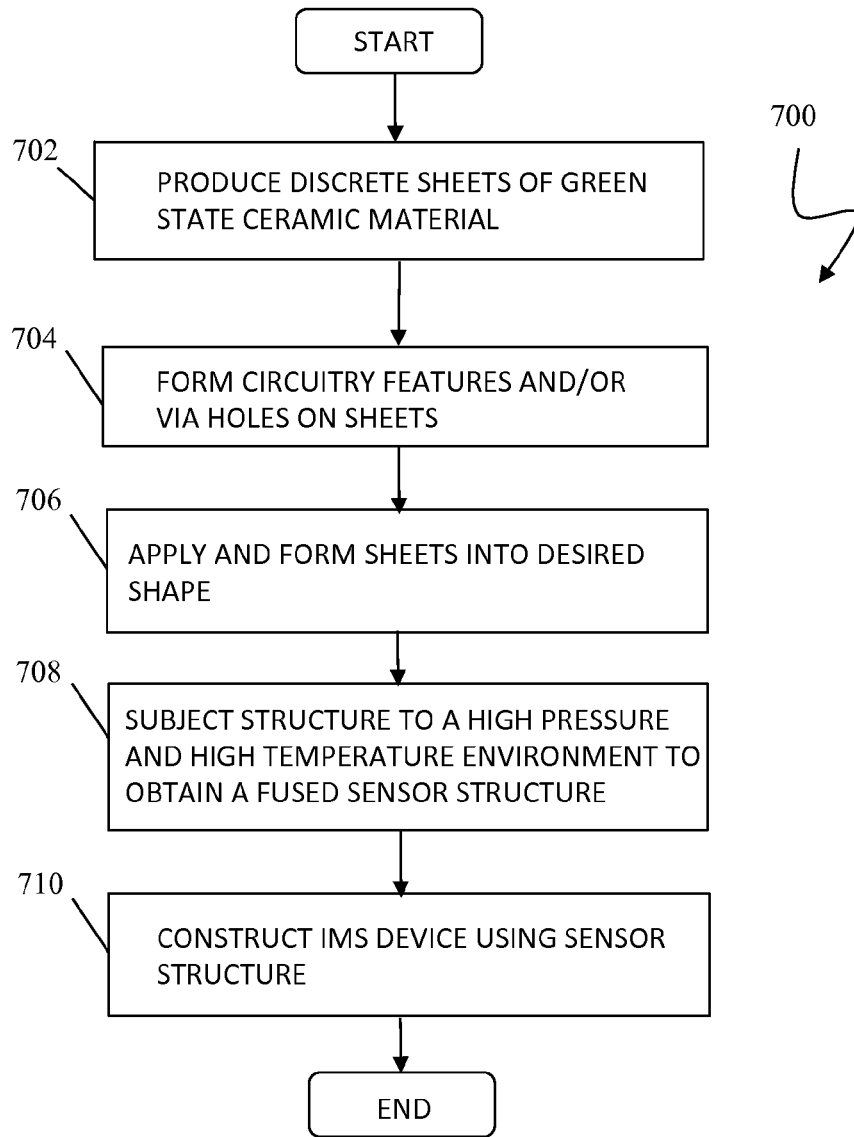 START
700
702
PRODUCE DISCRETE SHEETS OF GREEN
STATE CERAMIC MATERIAL
704
FORM CIRCUITRY FEATURES AND/OR
VIA HOLES ON SHEETS
706
APPLY AND FORM SHEETS INTO DESIRED
SHAPE
708
SUBJECT STRUCTURE TO A HIGH PRESSURE
AND HIGH TEMPERATURE ENVIRONMENT TO
OBTAIN A FUSED SENSOR STRUCTURE
710
CONSTRUCT IMS DEVICE USING SENSOR
STRUCTURE
END